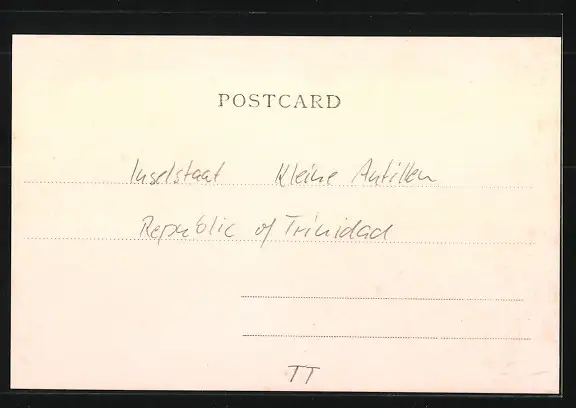 POSTCARD
Inselstaat Kleine Antillen
Republic of Trinidad
TT